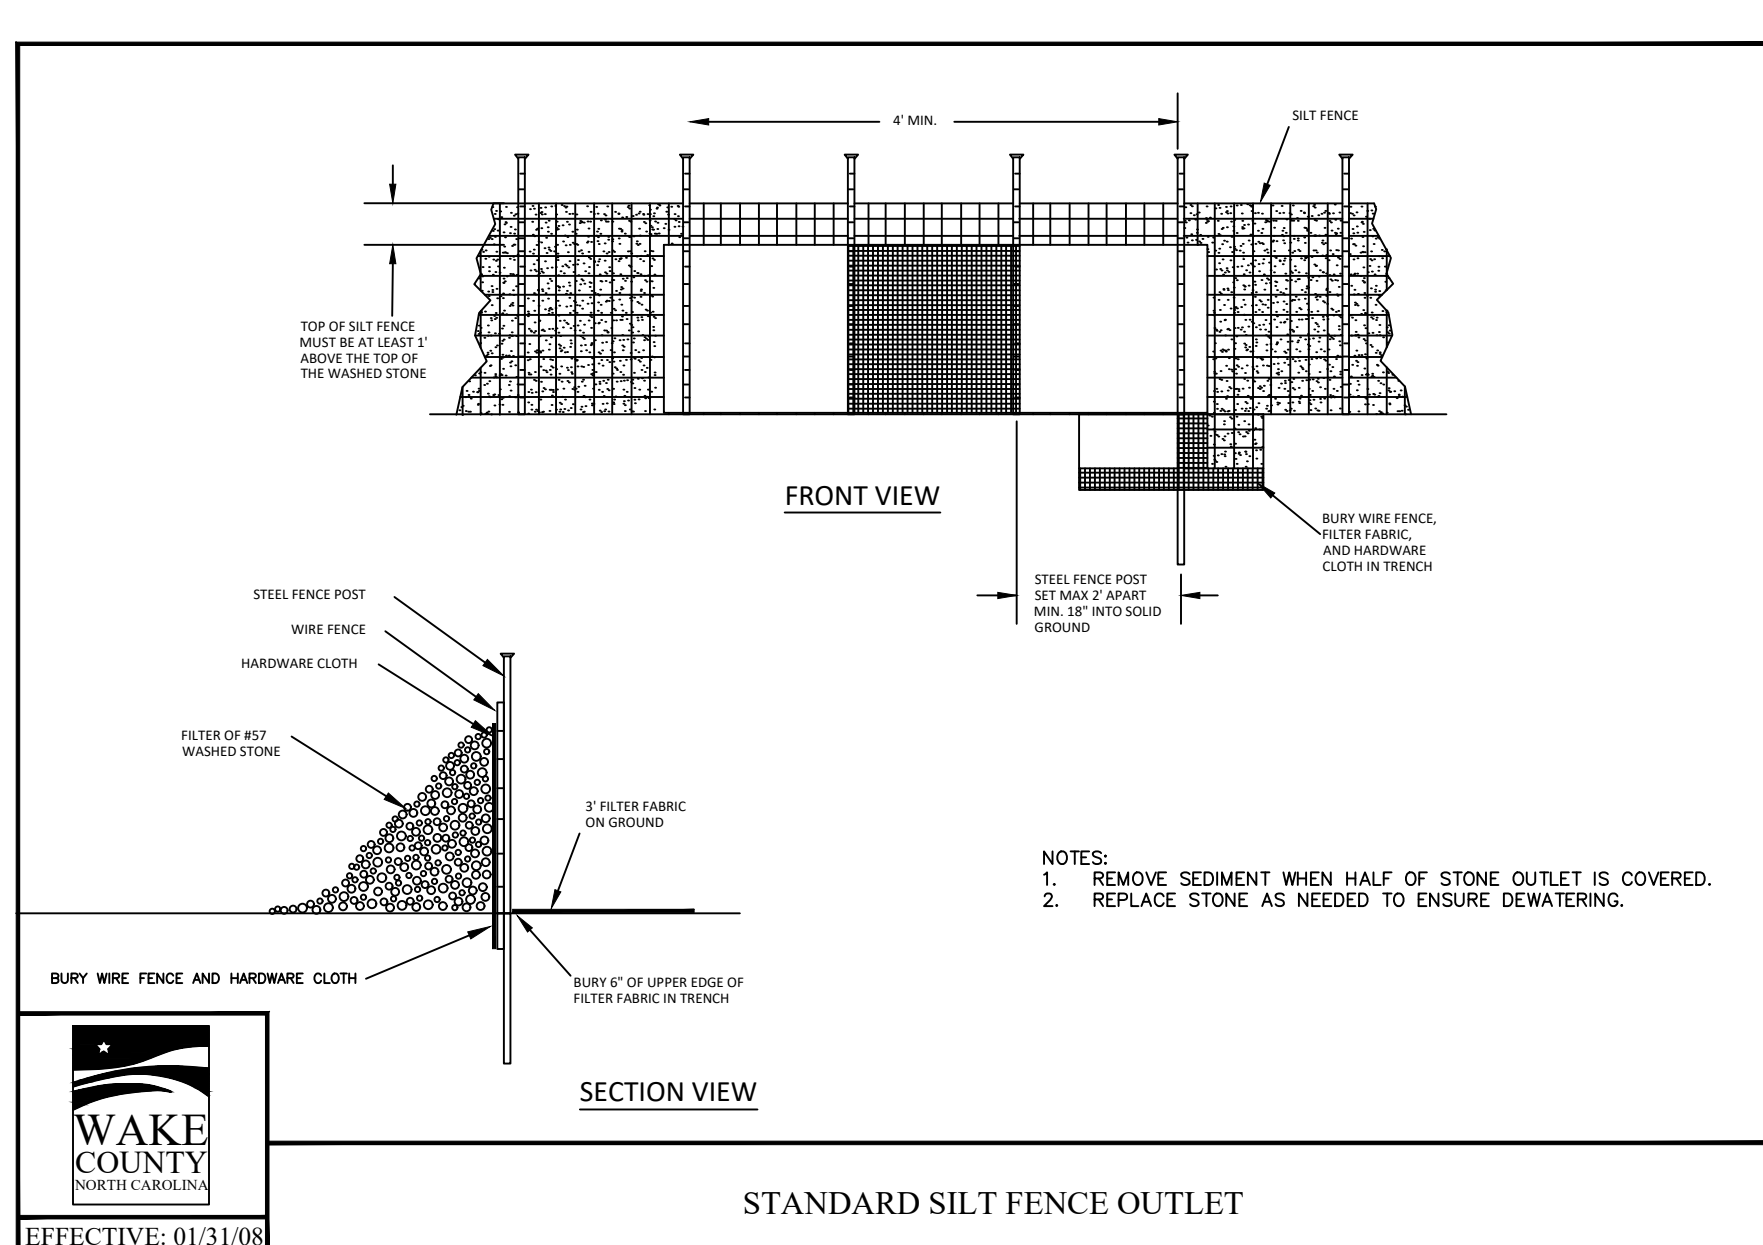 4' MIN.
SILT FENCE
TOP OF SILT FENCE
MUST BE AT LEAST 1'
ABOVE THE TOP OF
THE WASHED STONE
FRONT VIEW
BURY WIRE FENCE,
FILTER FABRIC,
AND HARDWARE
CLOTH IN TRENCH
STEEL FENCE POST
SET MAX 2' APART
MIN. 18" INTO SOLID
GROUND
STEEL FENCE POST
WIRE FENCE
HARDWARE CLOTH
FILTER OF #57
WASHED STONE
3' FILTER FABRIC
ON GROUND
NOTES:
1. REMOVE SEDIMENT WHEN HALF OF STONE OUTLET IS COVERED.
2. REPLACE STONE AS NEEDED TO ENSURE DEWATERING.
BURY WIRE FENCE AND HARDWARE CLOTH
BURY 6" OF UPPER EDGE OF
FILTER FABRIC IN TRENCH
SECTION VIEW
WAKE
COUNTY
NORTH CAROLINA
STANDARD SILT FENCE OUTLET
EFFECTIVE: 01/31/08